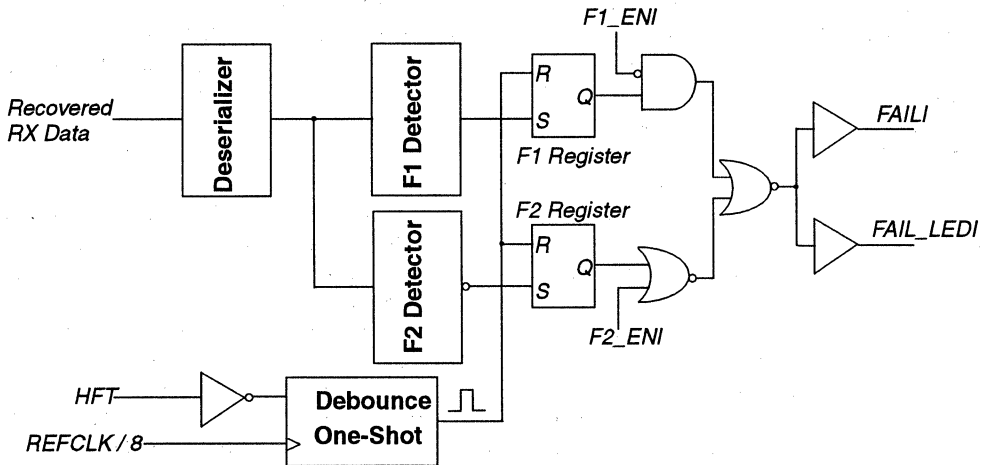 F1_ENI
Recovered
RX Data
Deserializer
F1 Detector
R
Q
S
F1 Register
FAILI
F2 Register
F2 Detector
R
Q
S
FAIL_LEDI
F2_ENI
HFT
REFCLK / 8
Debounce
One-Shot